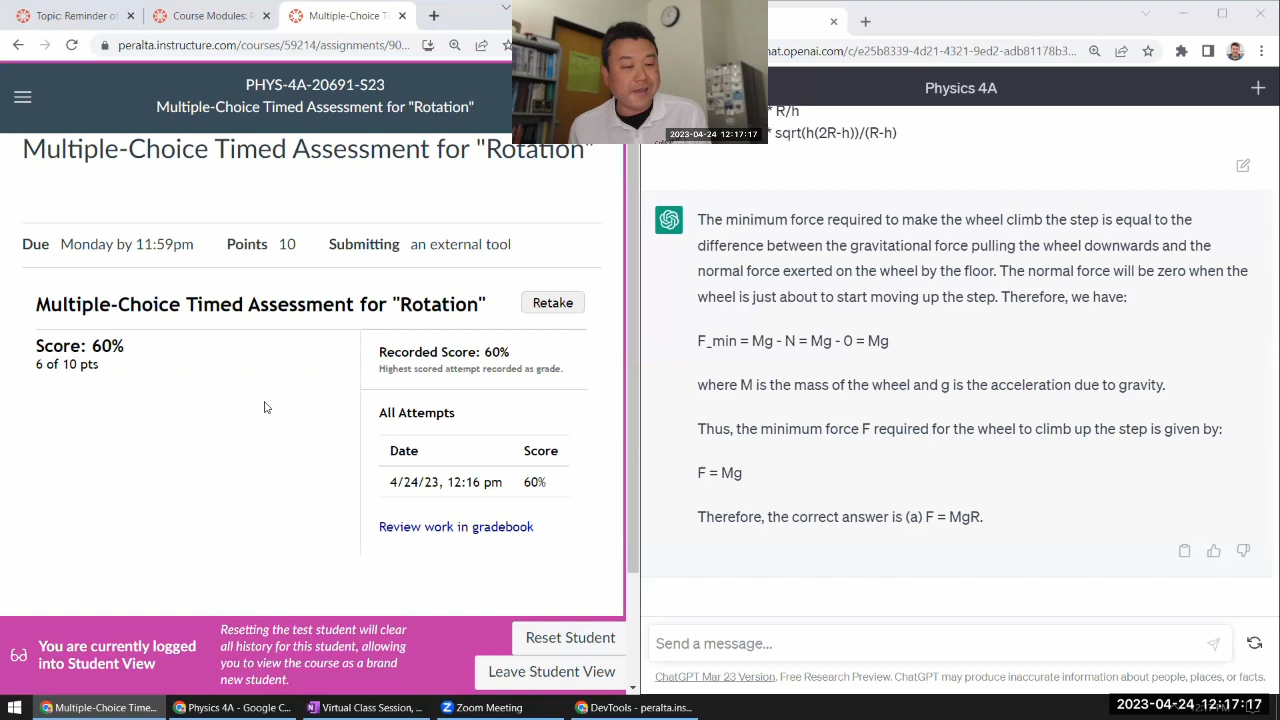 Topic: Rotation of Ri
Course Modules: P
Multiple-Choice Ti
peralta.instructure.com/courses/59214/assignments/90...
hat.openai.com/c/e25b8339-4d21-4321-9ed2-adb81178b3...
PHYS-4A-20691-S23
Multiple-Choice Timed Assessment for "Rotation"
2023-04-24 12:17:17
Physics 4A
* R/h
* sqrt(h(2R-h))/(R-h)
Multiple-Choice Timed Assessment for "Rotation"
Due Monday by 11:59pm Points 10 Submitting an external tool
Multiple-Choice Timed Assessment for "Rotation" Retake
Score: 60%
6 of 10 pts
Recorded Score: 60%
Highest scored attempt recorded as grade.
All Attempts
Date Score
4/24/23, 12:16 pm 60%
Review work in gradebook
The minimum force required to make the wheel climb the step is equal to the
difference between the gravitational force pulling the wheel downwards and the
normal force exerted on the wheel by the floor. The normal force will be zero when the
wheel is just about to start moving up the step. Therefore, we have:
F_min = Mg - N = Mg - 0 = Mg
where M is the mass of the wheel and g is the acceleration due to gravity.
Thus, the minimum force F required for the wheel to climb up the step is given by:
F = Mg
Therefore, the correct answer is (a) F = MgR.
You are currently logged
into Student View
Resetting the test student will clear
all history for this student, allowing
you to view the course as a brand
new student.
Reset Student
Leave Student View
Send a message...
ChatGPT Mar 23 Version. Free Research Preview. ChatGPT may produce inaccurate information about people, places, or facts.
Multiple-Choice Time...
Physics 4A - Google C...
Virtual Class Session, ...
Zoom Meeting
DevTools - peralta.ins...
2023-04-24 12:17:17